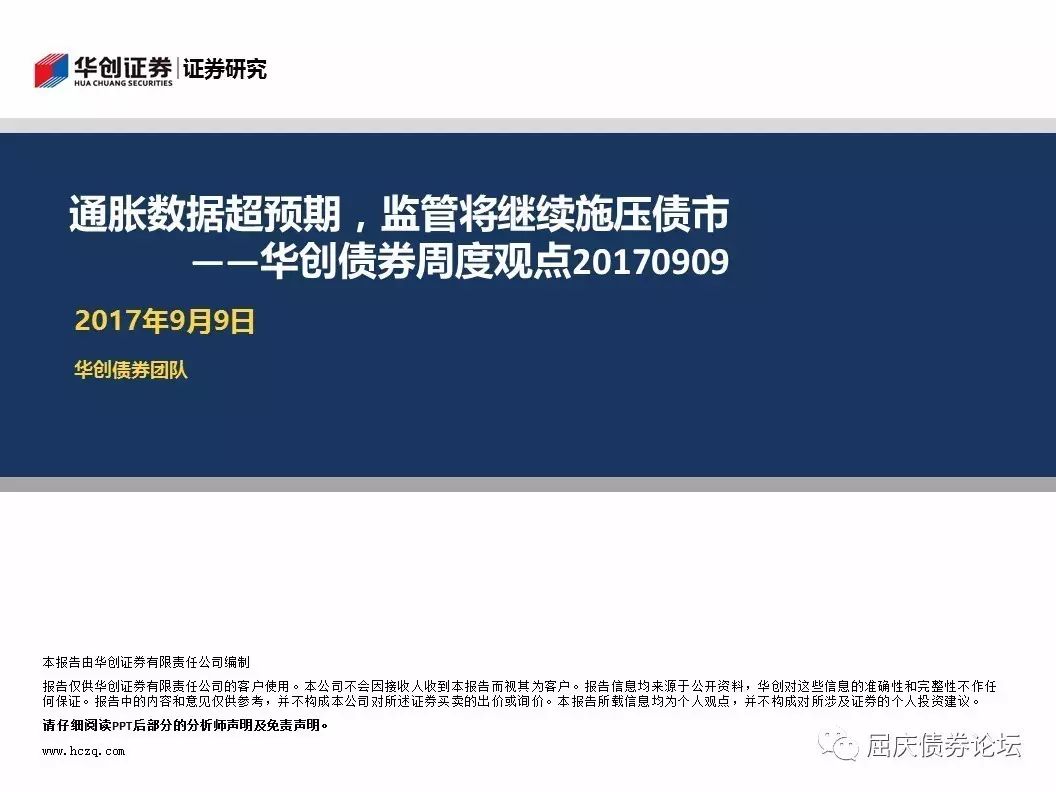 华创证券|证券研究
HUA CHUANG SECURITIES
通胀数据超预期，监管将继续施压债市
——华创债券周度观点20170909
2017年9月9日
华创债券团队
本报告由华创证券有限责任公司编制
报告仅供华创证券有限责任公司的客户使用。本公司不会因接收人收到本报告而视其为客户。报告信息均来源于公开资料，华创对这些信息的准确性和完整性不作任
何保证。报告中的内容和意见仅供参考，并不构成本公司对所述证券买卖的出价或询价。本报告所载信息均为个人观点，并不构成对所涉及证券的个人投资建议。
请仔细阅读PPT后部分的分析师声明及免责声明。
www.hczq.com
屈庆债券论坛